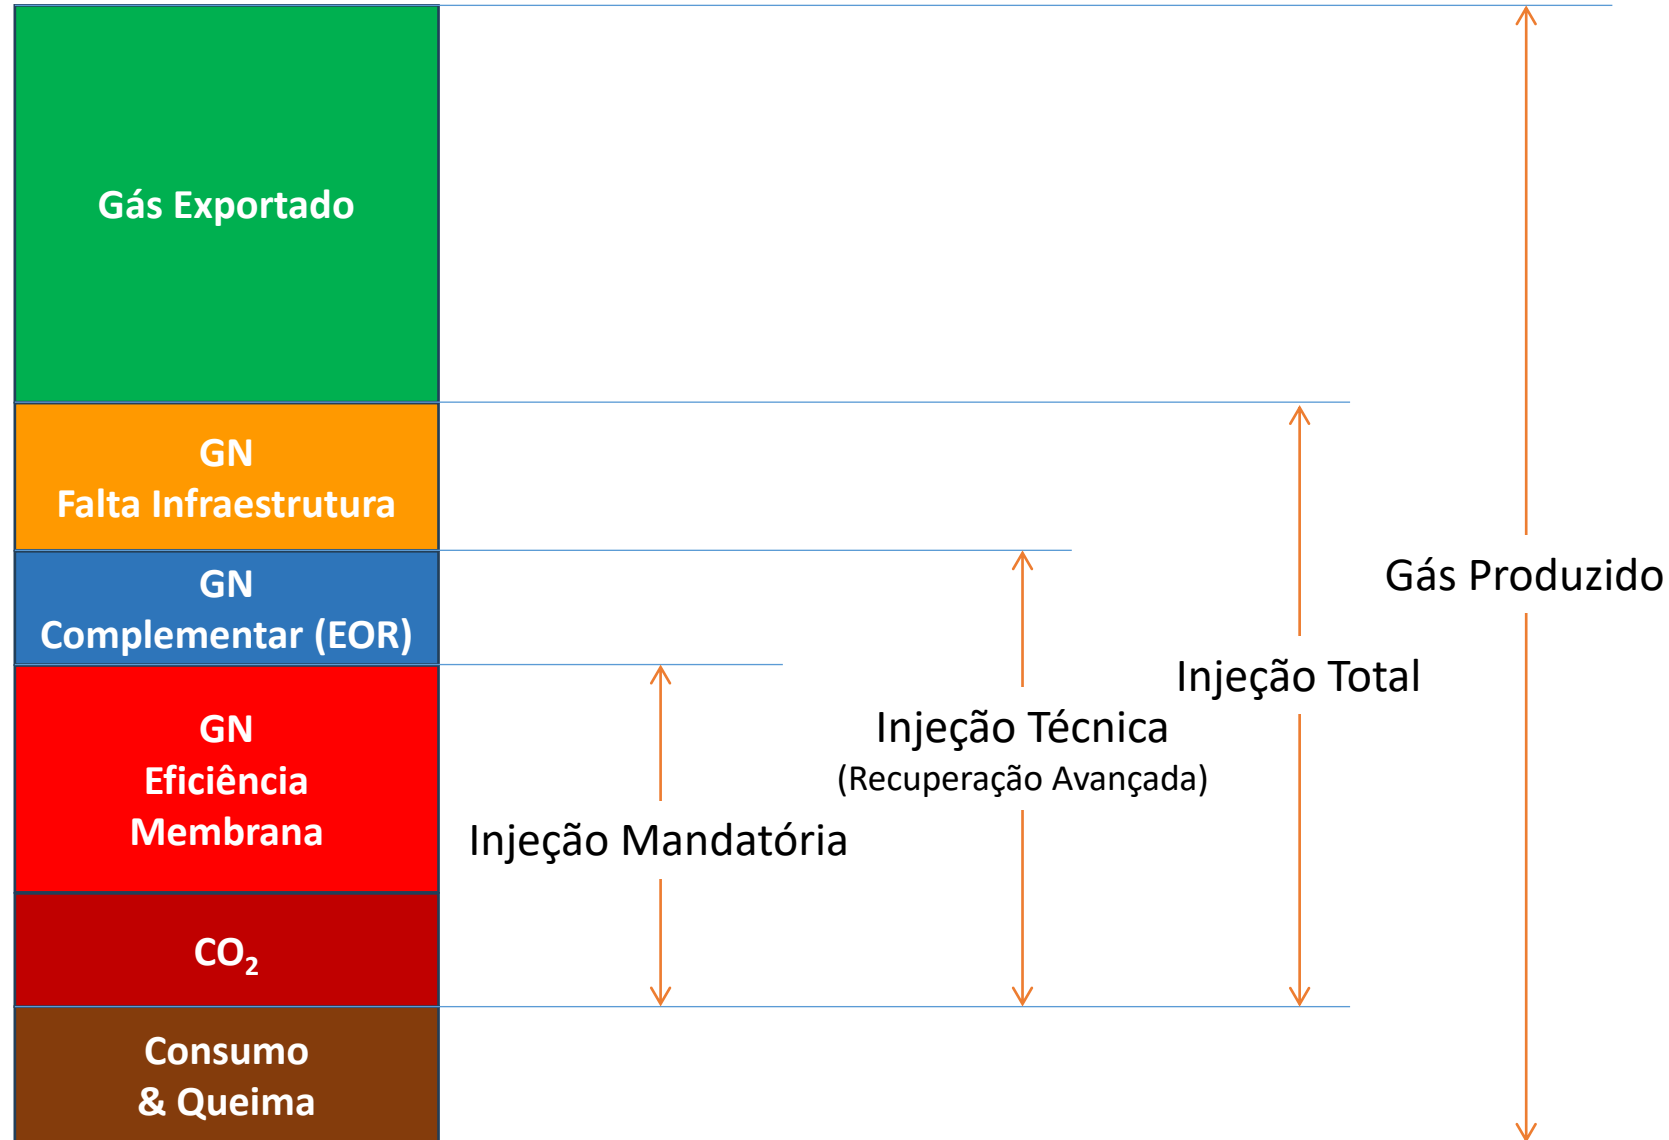 Gás Exportado
GN
Falta Infraestrutura
GN
Complementar (EOR)
GN
Eficiência
Membrana
CO₂
Consumo
& Queima
Injeção Mandatória
Injeção Técnica
(Recuperação Avançada)
Injeção Total
Gás Produzido